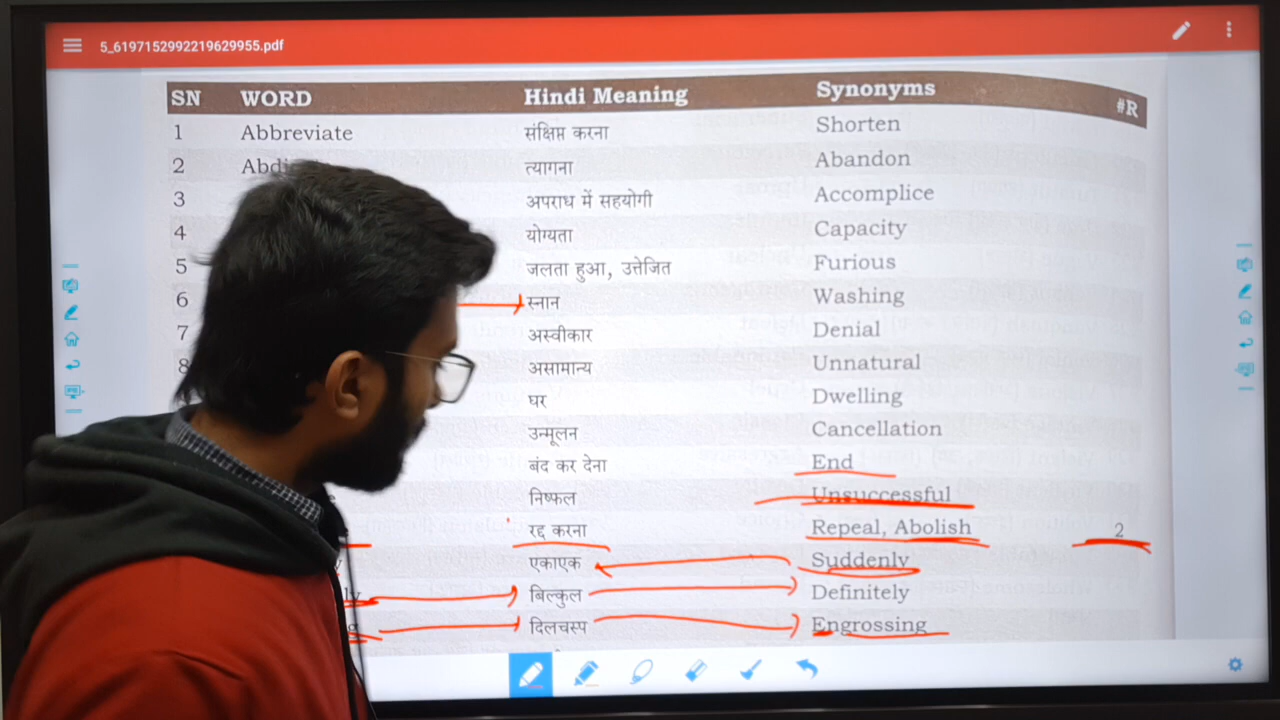 5_6197152992219629955.pdf
SN WORD Hindi Meaning Synonyms #R
1 Abbreviate संक्षिप्त करना Shorten
2 त्यागना Abandon
3 अपराध में सहयोगी Accomplice
4 योग्यता Capacity
5 जलता हुआ, उत्तेजित Furious
6 स्नान Washing
7 अस्वीकार Denial
8 असामान्य Unnatural
घर Dwelling
उन्मूलन Cancellation
बंद कर देना End
निष्फल Unsuccessful
रद्द करना Repeal, Abolish 2
एकाएक Suddenly
बिल्कुल Definitely
दिलचस्प Engrossing